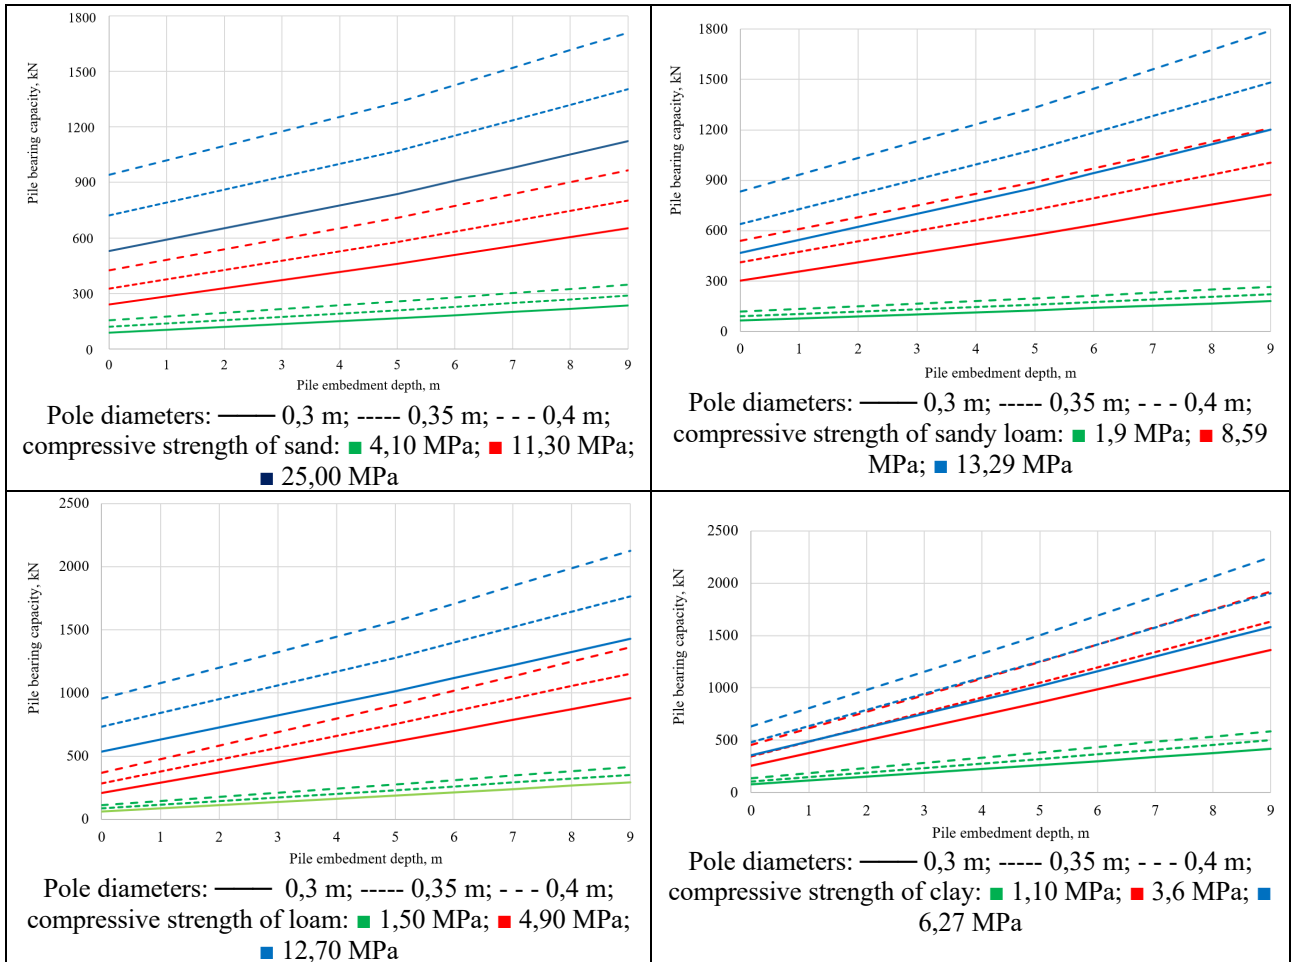 Pile bearing capacity, kN
1800
1500
1200
900
600
300
0
0 1 2 3 4 5 6 7 8 9
Pile embedment depth, m
Pole diameters: —— 0,3 m; ----- 0,35 m; - - - 0,4 m;
compressive strength of sand: ■ 4,10 MPa; ■ 11,30 MPa;
■ 25,00 MPa
Pile bearing capacity, kN
1800
1500
1200
900
600
300
0
0 1 2 3 4 5 6 7 8 9
Pile embedment depth, m
Pole diameters: —— 0,3 m; ----- 0,35 m; - - - 0,4 m;
compressive strength of sandy loam: ■ 1,9 MPa; ■ 8,59
MPa; ■ 13,29 MPa
Pile bearing capacity, kN
2500
2000
1500
1000
500
0
0 1 2 3 4 5 6 7 8 9
Pile embedment depth, m
Pole diameters: —— 0,3 m; ----- 0,35 m; - - - 0,4 m;
compressive strength of loam: ■ 1,50 MPa; ■ 4,90 MPa;
■ 12,70 MPa
Pile bearing capacity, kN
2500
2000
1500
1000
500
0
0 1 2 3 4 5 6 7 8 9
Pile embedment depth, m
Pole diameters: —— 0,3 m; ----- 0,35 m; - - - 0,4 m;
compressive strength of clay: ■ 1,10 MPa; ■ 3,6 MPa; ■
6,27 MPa